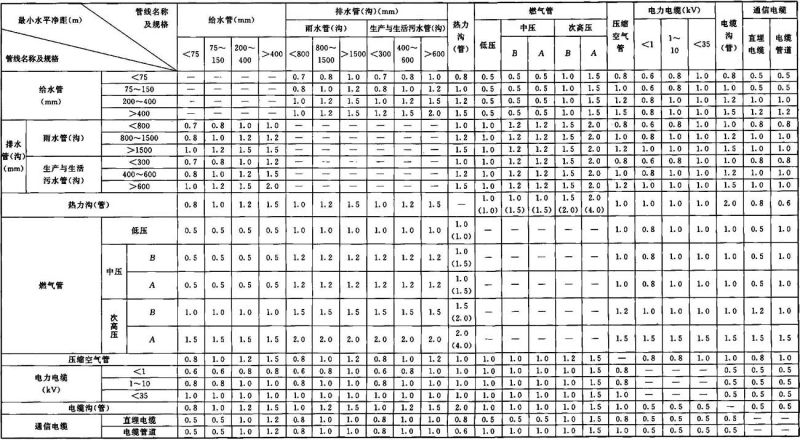 最小水平净距(m)
管线名称及规格
管线名称及规格
给水管(mm)
排水管(沟)(mm)
热力沟(管)
燃气管
压缩空气管
电力电缆(kV)
电缆沟(管)
通信电缆
雨水管(沟) 生产与生活污水管(沟)
低压 中压 次高压
<75 75～150 200～400 >400 <800 800～1500 >1500 <300 400～600 >600 B A B A <1 1～10 <35 直埋电缆 电缆管道
给水管(mm)
<75 — — — — 0.7 0.8 1.0 0.7 0.8 1.0 0.8 0.5 0.5 0.5 1.0 1.5 0.8 0.6 0.8 1.0 0.8 0.5 0.5
75～150 — — — — 0.8 1.0 1.2 0.8 1.0 1.2 1.0 0.5 0.5 0.5 1.0 1.5 1.0 0.6 0.8 1.0 1.0 0.5 0.5
200～400 — — — — 1.0 1.2 1.5 1.0 1.2 1.5 1.2 0.5 0.5 0.5 1.0 1.5 1.2 0.8 1.0 1.0 1.2 1.0 1.0
>400 — — — — 1.0 1.2 1.5 1.2 1.5 2.0 1.5 0.5 0.5 0.5 1.0 1.5 1.5 0.8 1.0 1.0 1.5 1.2 1.2
排水管(沟)(mm)
雨水管(沟)
<800 0.7 0.8 1.0 1.0 — — — — — — 1.0 1.0 1.2 1.2 1.5 2.0 0.8 0.6 0.8 1.0 1.0 0.8 0.8
800～1500 0.8 1.0 1.2 1.2 — — — — — — 1.2 1.0 1.2 1.2 1.5 2.0 1.0 0.8 1.0 1.0 1.2 1.0 1.0
>1500 1.0 1.2 1.5 1.5 — — — — — — 1.5 1.0 1.2 1.2 1.5 2.0 1.2 1.0 1.0 1.0 1.5 1.0 1.0
生产与生活污水管(沟)
<300 0.7 0.8 1.0 1.2 — — — — — — 1.0 1.0 1.2 1.2 1.5 2.0 0.8 0.6 0.8 1.0 1.0 0.8 0.8
400～600 0.8 1.0 1.2 1.5 — — — — — — 1.2 1.0 1.2 1.2 1.5 2.0 1.0 0.8 1.0 1.0 1.2 1.0 1.0
>600 1.0 1.2 1.5 2.0 — — — — — — 1.5 1.0 1.2 1.2 1.5 2.0 1.2 1.0 1.0 1.0 1.5 1.0 1.0
热力沟(管) 0.8 1.0 1.2 1.5 1.0 1.2 1.5 1.0 1.2 1.5 — 1.0(1.0) 1.0(1.5) 1.0(1.5) 1.5(2.0) 2.0(4.0) 1.0 1.0 1.0 1.0 2.0 0.8 0.6
燃气管
低压 0.5 0.5 0.5 0.5 1.0 1.0 1.0 1.0 1.0 1.0 1.0(1.0) — — — — — 1.0 0.8 1.0 1.0 1.0 1.0 1.0
中压
B 0.5 0.5 0.5 0.5 1.2 1.2 1.2 1.2 1.2 1.2 1.0(1.5) — — — — — 1.0 0.8 1.0 1.0 1.0 1.0 1.0
A 0.5 0.5 0.5 0.5 1.2 1.2 1.2 1.2 1.2 1.2 1.0(1.5) — — — — — 1.0 0.8 1.0 1.0 1.0 1.0 1.0
次高压
B 1.0 1.0 1.0 1.0 1.5 1.5 1.5 1.5 1.5 1.5 1.5(2.0) — — — — — 1.2 1.0 1.0 1.0 1.0 1.0 1.0
A 1.5 1.5 1.5 1.5 2.0 2.0 2.0 2.0 2.0 2.0 2.0(4.0) — — — — — 1.5 1.5 1.5 1.5 1.5 1.5 1.5
压缩空气管 0.8 1.0 1.2 1.5 0.8 1.0 1.2 0.8 1.0 1.2 1.0 1.0 1.0 1.0 1.2 1.5 — 0.8 0.8 1.0 1.0 0.8 1.0
电力电缆(kV)
<1 0.6 0.6 0.8 0.8 0.6 0.8 1.0 0.6 0.8 1.0 1.0 0.8 0.8 0.8 1.0 1.5 0.8 — — — 0.5 0.5 0.5
1～10 0.8 0.8 1.0 1.0 0.8 1.0 1.0 0.8 1.0 1.0 1.0 1.0 1.0 1.0 1.0 1.5 0.8 — — — 0.5 0.5 0.5
<35 1.0 1.0 1.0 1.0 1.0 1.0 1.0 1.0 1.0 1.0 1.0 1.0 1.0 1.0 1.0 1.5 1.0 — — — 0.5 0.5 0.5
电缆沟(管) 0.8 1.0 1.2 1.5 1.0 1.2 1.5 1.0 1.2 1.5 2.0 1.0 1.0 1.0 1.0 1.5 1.0 0.5 0.5 0.5 — 0.5 0.5
通信电缆
直埋电缆 0.5 0.5 1.0 1.2 0.8 1.0 1.0 0.8 1.0 1.0 0.8 1.0 1.0 1.0 1.0 1.5 0.8 0.5 0.5 0.5 0.5 — —
电缆管道 0.5 0.5 1.0 1.2 0.8 1.0 1.0 0.8 1.0 1.0 0.6 1.0 1.0 1.0 1.0 1.5 1.0 0.5 0.5 0.5 0.5 — —